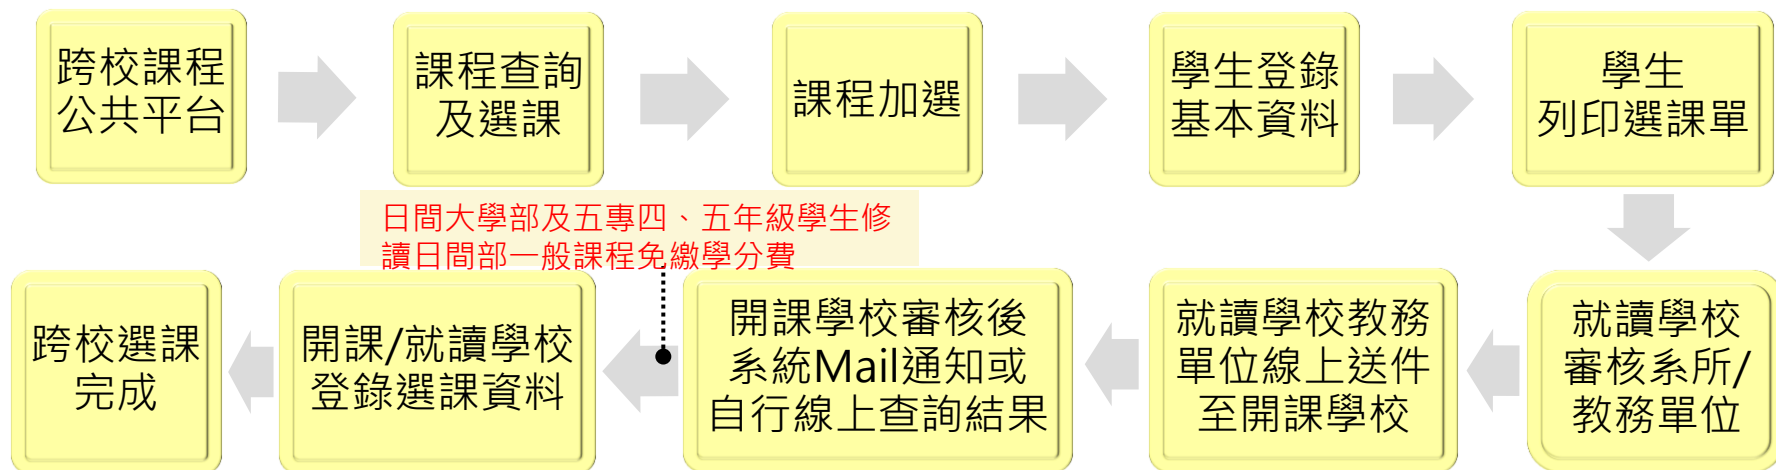 跨校課程
公共平台
課程查詢
及選課
課程加選
學生登錄
基本資料
學生
列印選課單
就讀學校
審核系所/
教務單位
就讀學校教務
單位線上送件
至開課學校
開課學校審核後
系統Mail通知或
自行線上查詢結果
日間大學部及五專四、五年級學生修
讀日間部一般課程免繳學分費
開課/就讀學校
登錄選課資料
跨校選課
完成